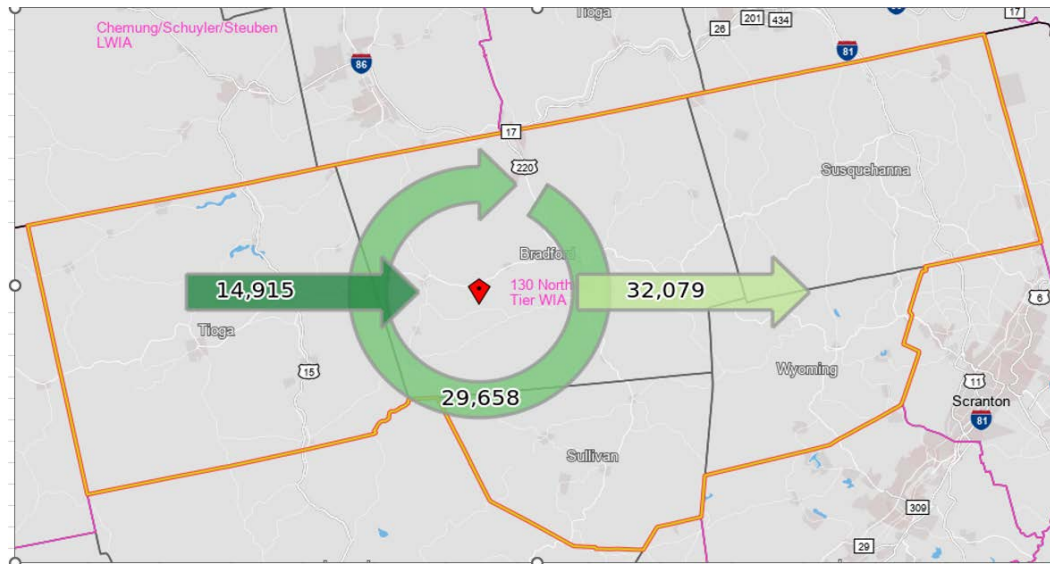 Tioga
17
Chemung/Schuyler/Steuben
LWIA
26
201
434
86
81
17
220
Susquehanna
Bradford
14,915
130 North
Tier WIA
32,079
6
Tioga
15
Wyoming
11
29,658
Scranton
81
Sullivan
309
29